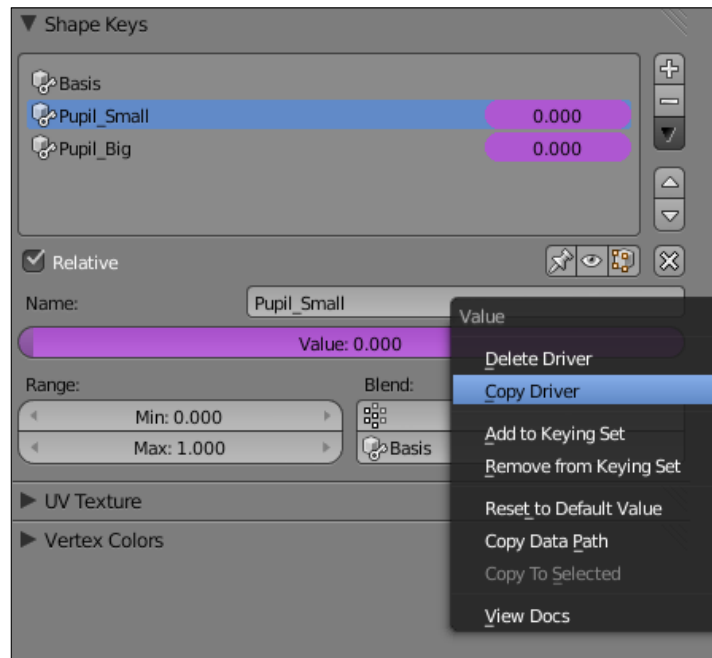 Shape Keys
Basis
Pupil_Small 0.000
Pupil_Big 0.000
Relative
Name: Pupil_Small
Value: 0.000
Range: Blend:
Min: 0.000
Max: 1.000 Basis
UV Texture
Vertex Colors
Value
Delete Driver
Copy Driver
Add to Keying Set
Remove from Keying Set
Reset to Default Value
Copy Data Path
Copy To Selected
View Docs